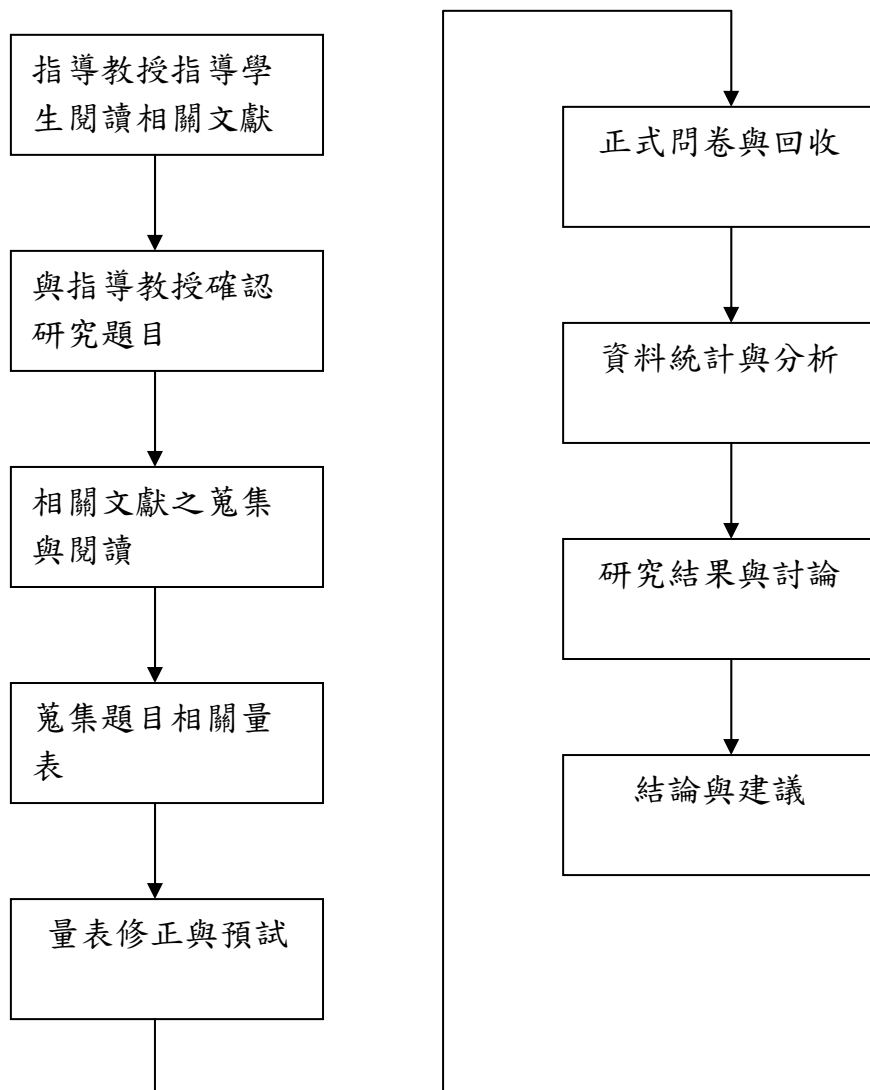 指導教授指導學
生閱讀相關文獻
與指導教授確認
研究題目
相關文獻之蒐集
與閱讀
蒐集題目相關量
表
量表修正與預試
正式問卷與回收
資料統計與分析
研究結果與討論
結論與建議